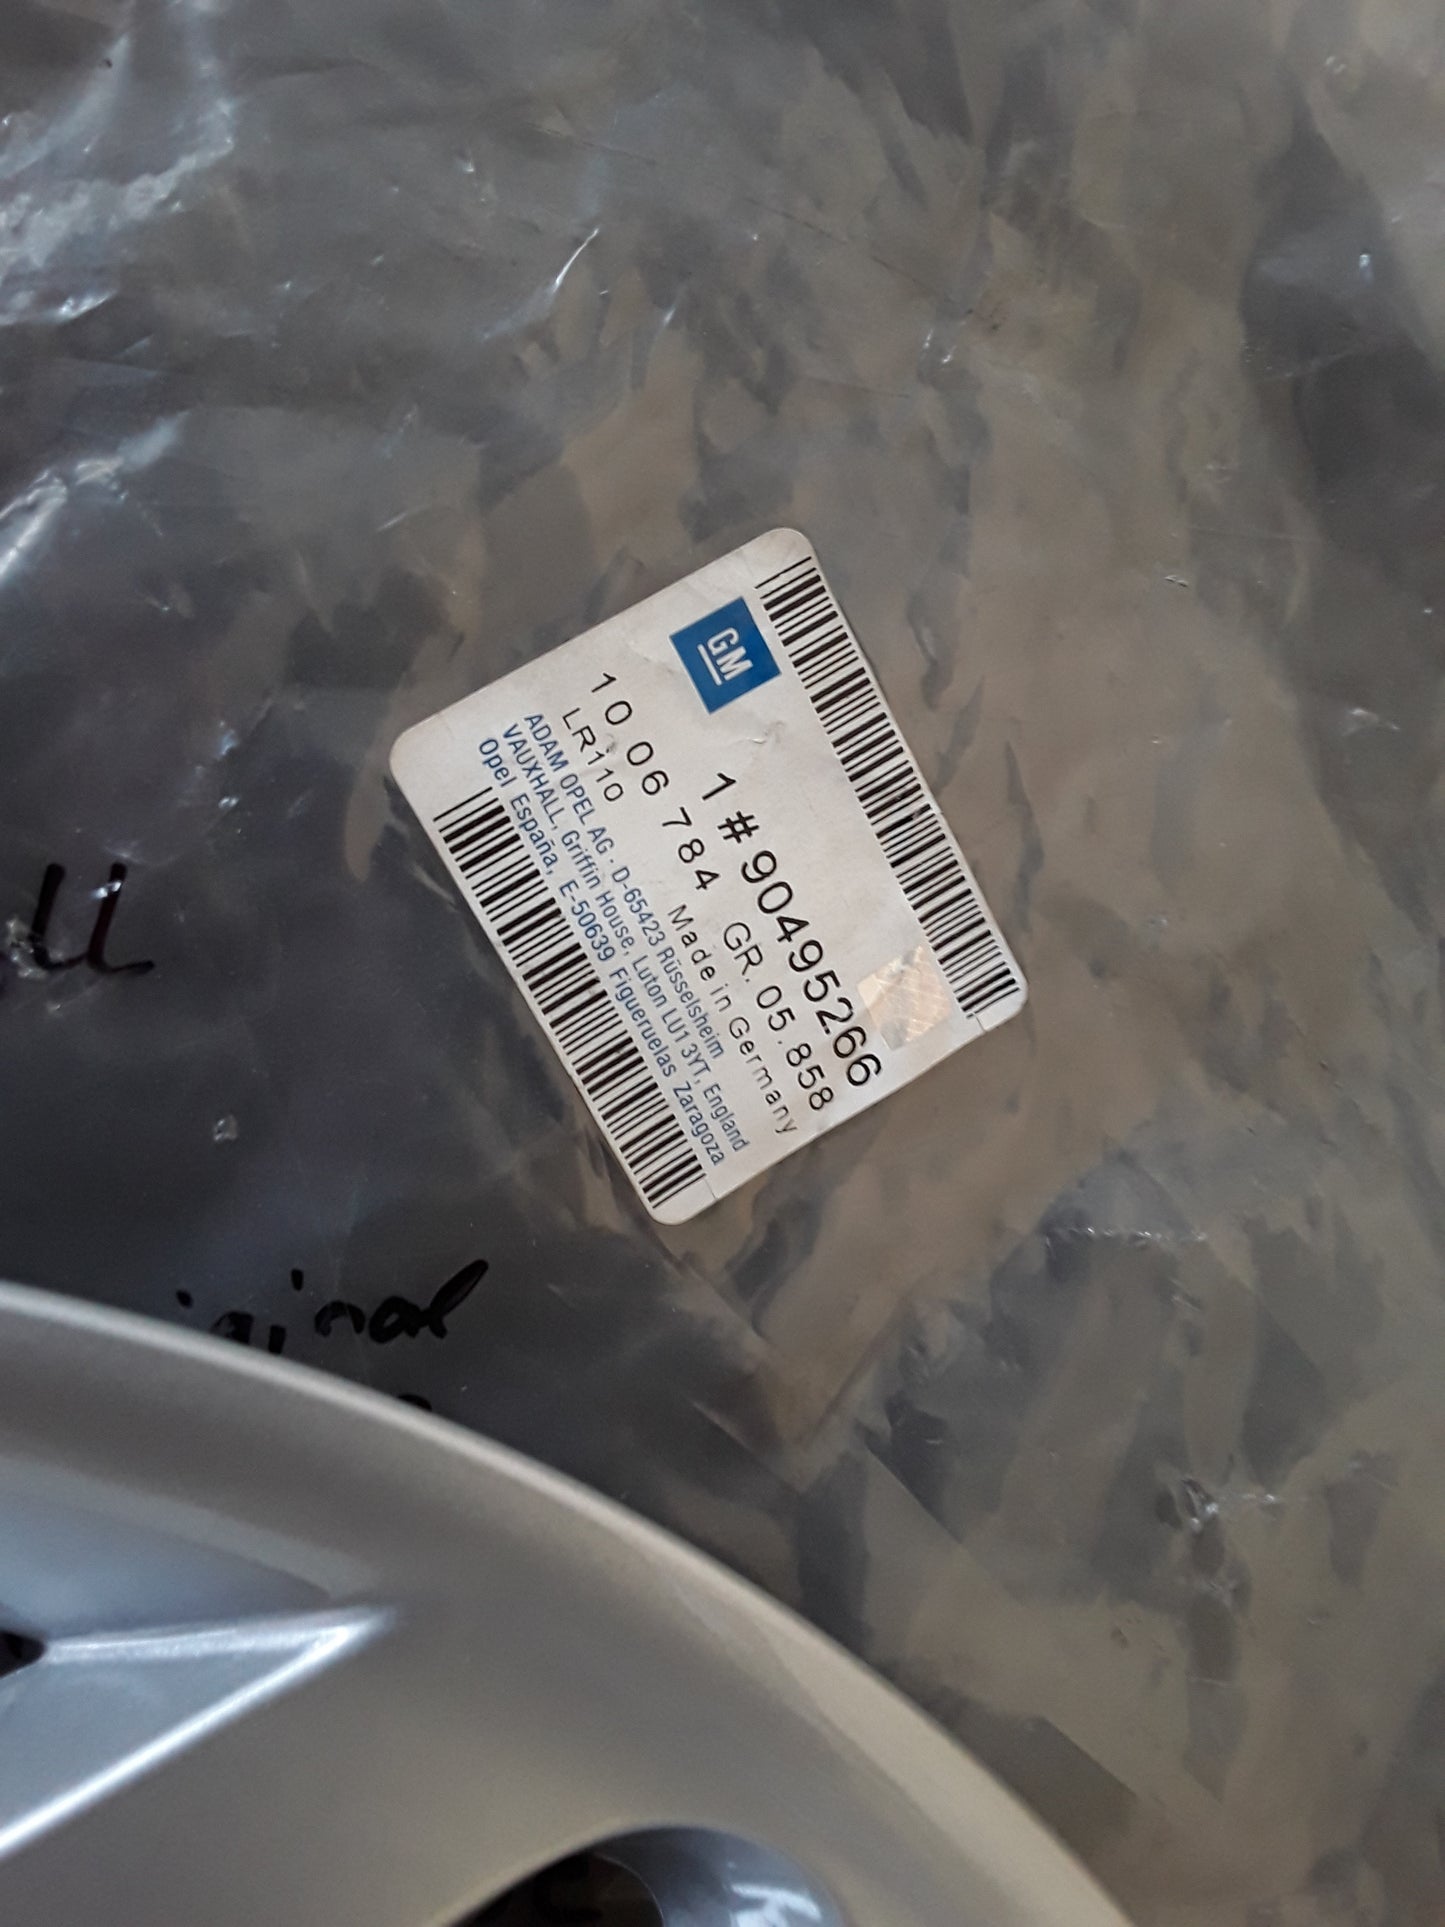 GM
1 # 90495266
10 06 784 GR. 05.858
LR110 Made in Germany
ADAM OPEL AG · D-65423 Rüsselsheim
VAUXHALL, Griffin House, Luton LU1 3YT, England
Opel España, E-50639 Figueruelas Zaragoza